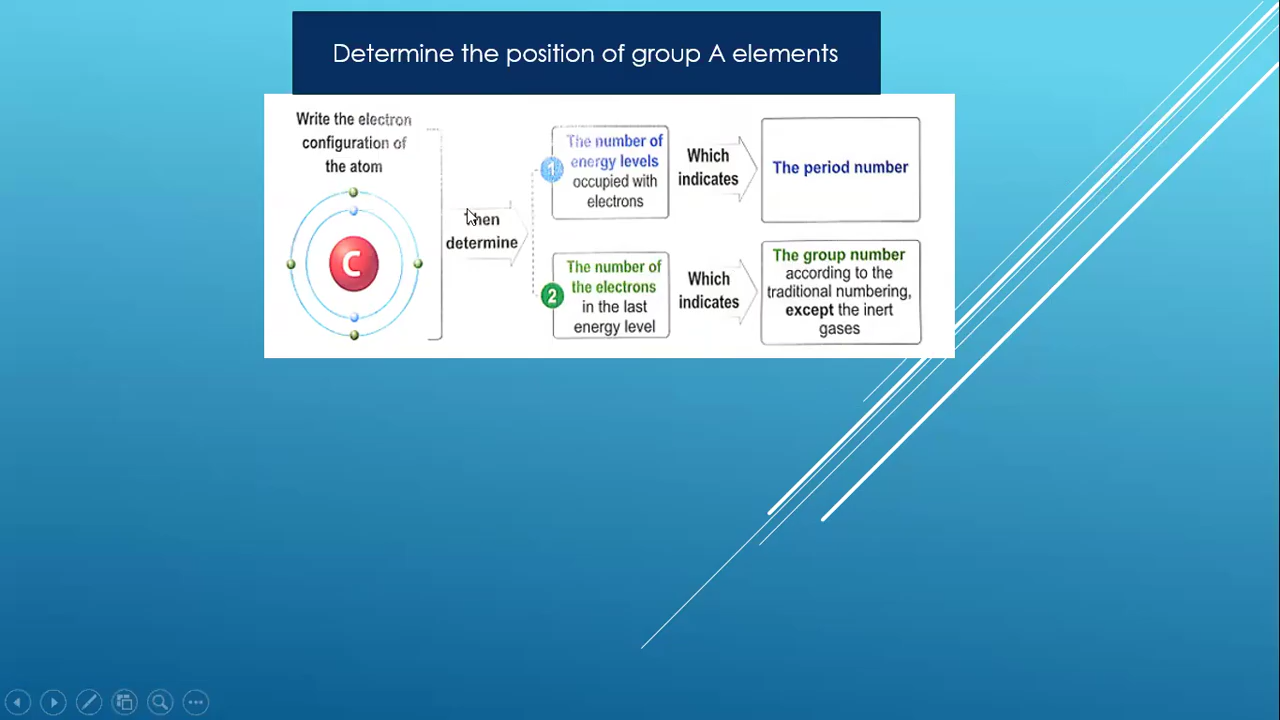 Determine the position of group A elements
Write the electron
configuration of
the atom
C
Then
determine
1
The number of
energy levels
occupied with
electrons
Which
indicates
The period number
2
The number of
the electrons
in the last
energy level
Which
indicates
The group number
according to the
traditional numbering,
except the inert
gases